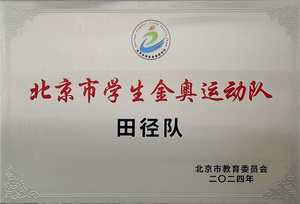 北京市学生金奥运动队
田径队
北京市教育委员会
二〇二四年